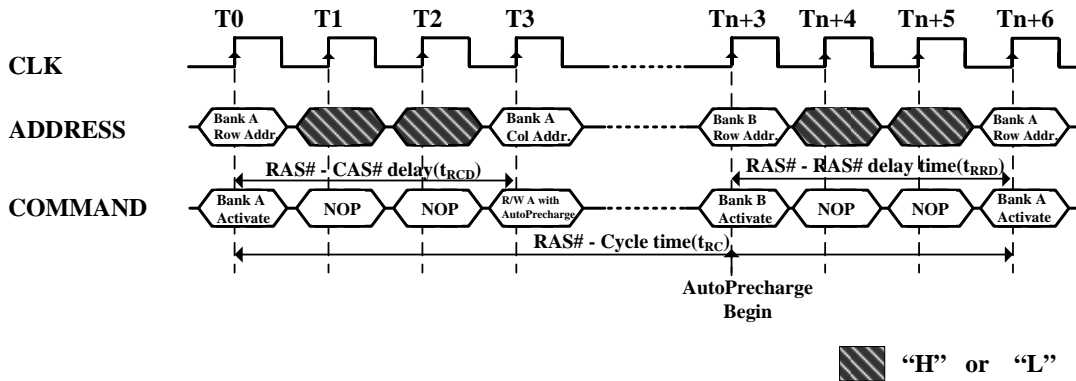 T0 T1 T2 T3 Tn+3 Tn+4 Tn+5 Tn+6
CLK
ADDRESS
Bank A
Row Addr.
Bank A
Col Addr.
Bank B
Row Addr.
Bank A
Row Addr.
RAS# - CAS# delay(tRCD)
RAS# - RAS# delay time(tRRD)
COMMAND
Bank A
Activate
NOP
NOP
R/W A with
AutoPrecharge
Bank B
Activate
NOP
NOP
Bank A
Activate
RAS# - Cycle time(tRC)
AutoPrecharge
Begin
“H” or “L”